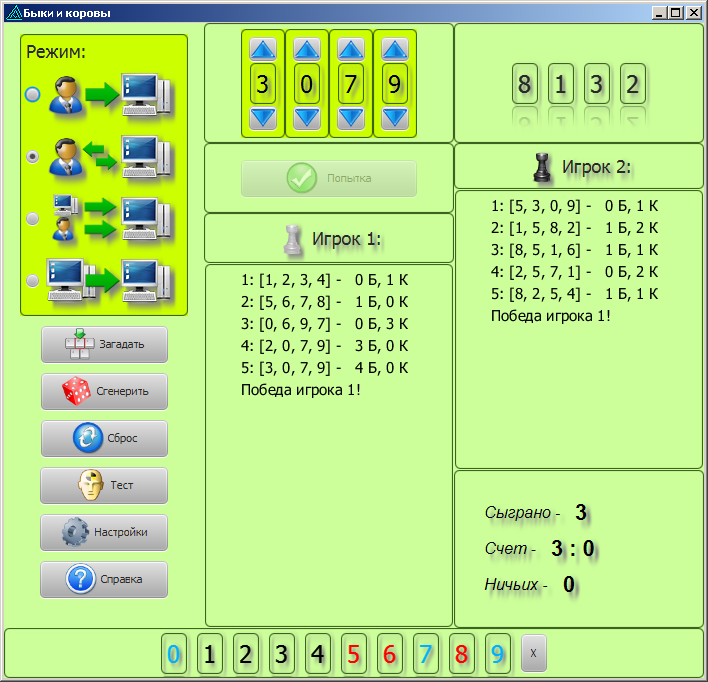 Быки и коровы
Режим:
3 0 7 9
8 1 3 2
Попытка
Игрок 2:
Игрок 1:
1: [1, 2, 3, 4] - 0 Б, 1 К
2: [5, 6, 7, 8] - 1 Б, 0 К
3: [0, 6, 9, 7] - 0 Б, 3 К
4: [2, 0, 7, 9] - 3 Б, 0 К
5: [3, 0, 7, 9] - 4 Б, 0 К
Победа игрока 1!
1: [5, 3, 0, 9] - 0 Б, 1 К
2: [1, 5, 8, 2] - 1 Б, 2 К
3: [8, 5, 1, 6] - 1 Б, 1 К
4: [2, 5, 7, 1] - 0 Б, 2 К
5: [8, 2, 5, 4] - 1 Б, 1 К
Победа игрока 1!
Загадать
Сгенерить
Сброс
Тест
Настройки
Справка
Сыграно - 3
Счет - 3 : 0
Ничьих - 0
0 1 2 3 4 5 6 7 8 9 X